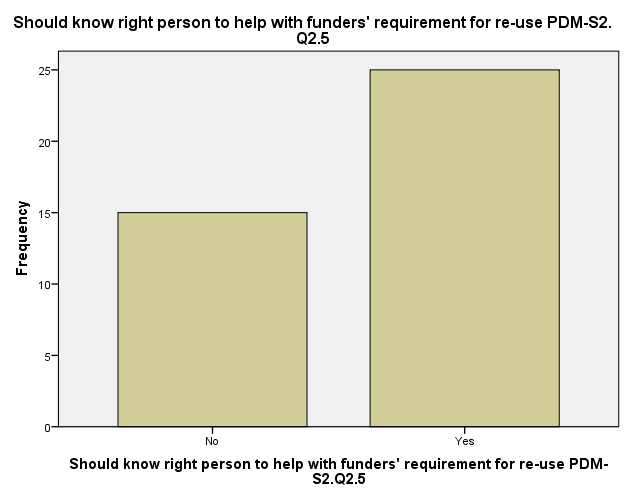 Should know right person to help with funders' requirement for re-use PDM-S2.
Q2.5
25
20
15
10
5
0
Frequency
No
Yes
Should know right person to help with funders' requirement for re-use PDM-
S2.Q2.5